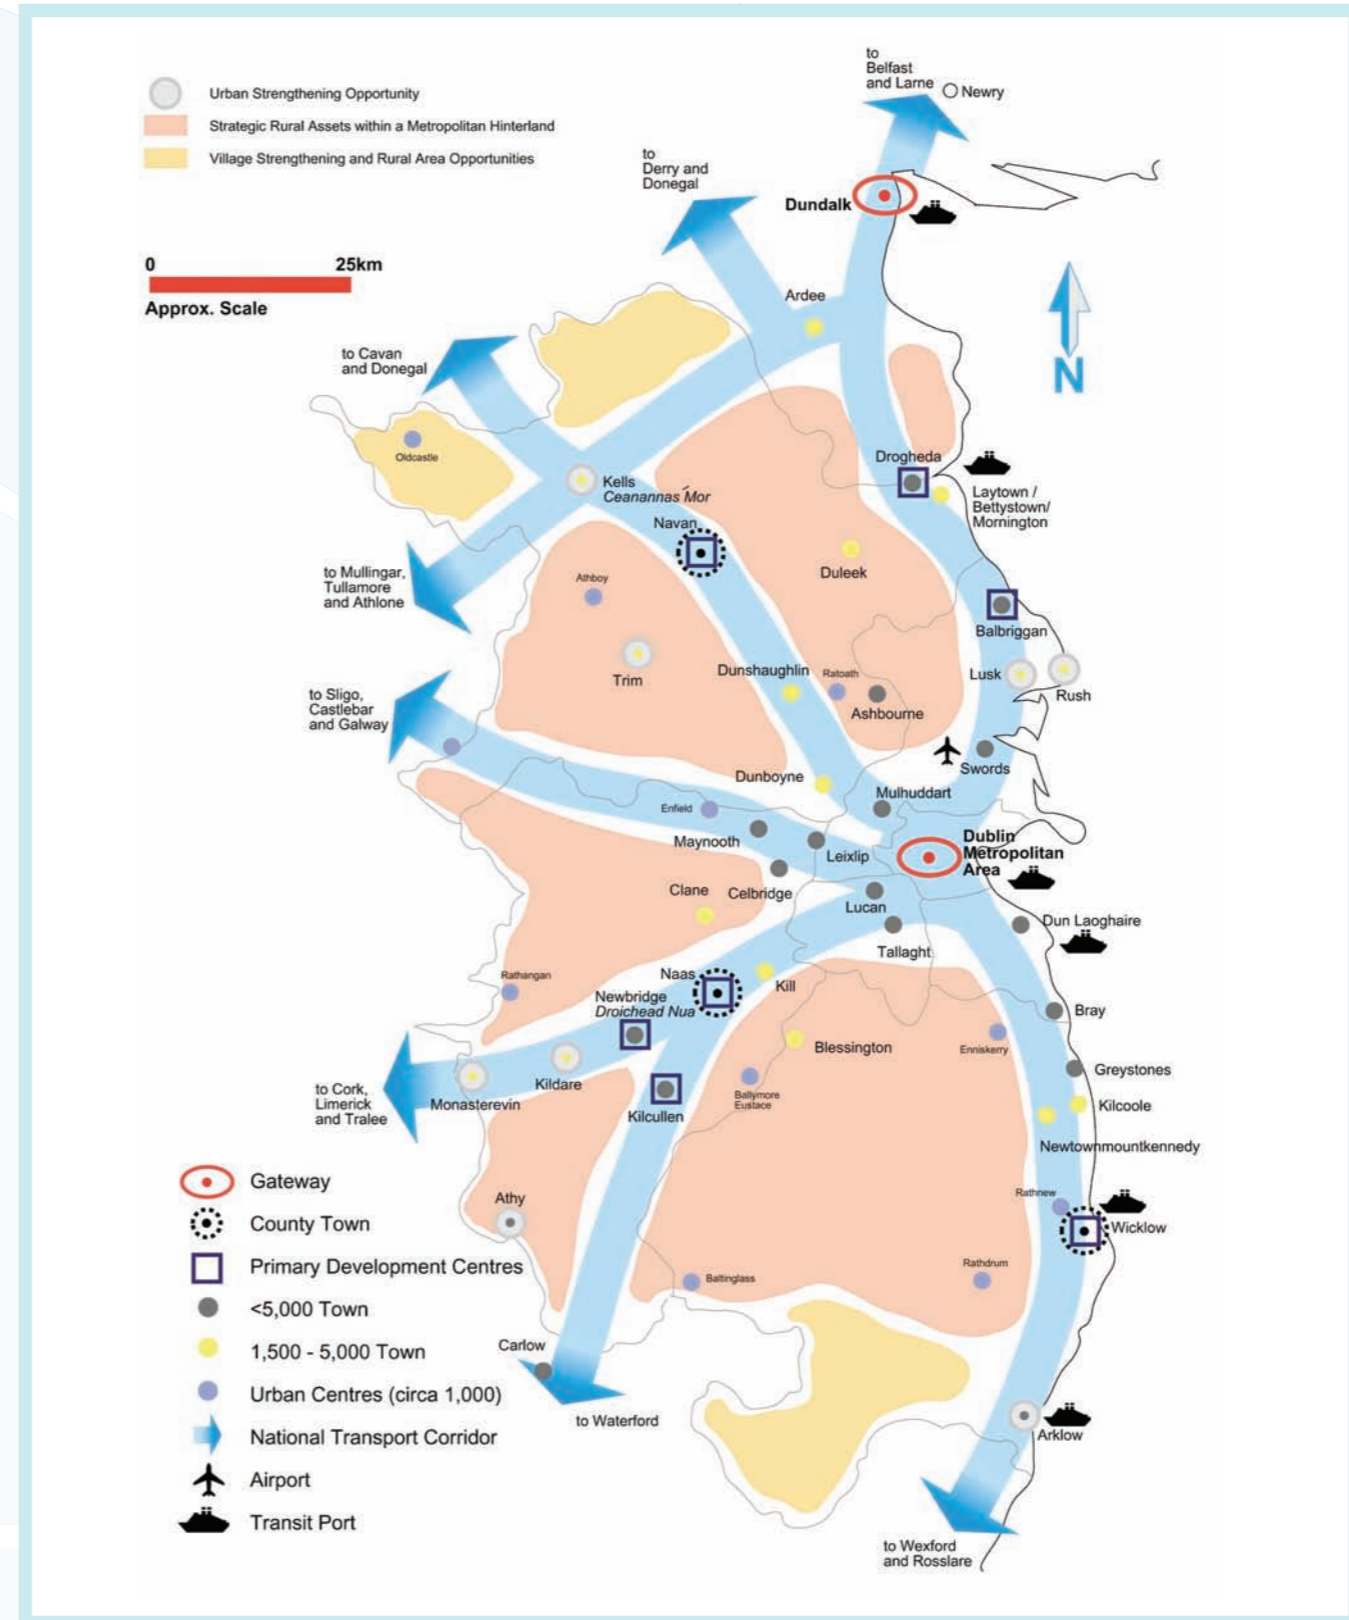 to
Belfast
and Larne
Newry
Urban Strengthening Opportunity
Strategic Rural Assets within a Metropolitan Hinterland
Village Strengthening and Rural Area Opportunities
to
Derry and
Donegal
Dundalk
0
25km
Approx. Scale
Ardee
N
to Cavan
and Donegal
Oldcastle
Kells
Ceanannas Mór
Drogheda
Laytown /
Bettystown/
Mornington
Navan
Duleek
to Mullingar,
Tullamore
and Athlone
Athboy
Balbriggan
Trim
Dunshaughlin
Ratoath
Ashbourne
Lusk
Rush
to Sligo,
Castlebar
and Galway
Swords
Dunboyne
Mulhuddart
Enfield
Maynooth
Leixlip
Dublin
Metropolitan
Area
Clane
Celbridge
Lucan
Dun Laoghaire
Tallaght
Rathangan
Naas
Kill
Newbridge
Droichead Nua
Bray
Blessington
Enniskerry
Greystones
Kildare
Ballymore
Eustace
Kilcoole
to Cork,
Limerick
and Tralee
Monasterevin
Kilcullen
Newtownmountkennedy
Gateway
Athy
Rathnew
County Town
Wicklow
Primary Development Centres
Baltinglass
Rathdrum
<5,000 Town
Carlow
1,500 - 5,000 Town
Urban Centres (circa 1,000)
to Waterford
National Transport Corridor
Arklow
Airport
Transit Port
to Wexford
and Rosslare